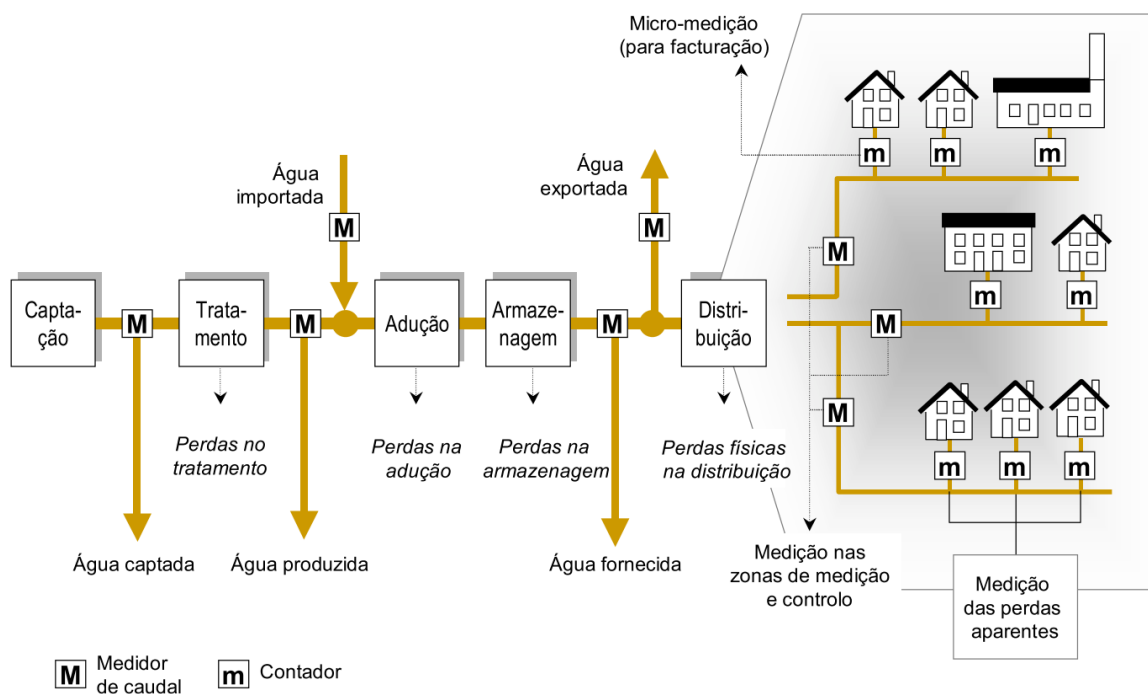 Micro-medição
(para facturação)
m
m
m
Água
importada
Água
exportada
M
M
M
m
m
Capta-
ção
M
Trata-
mento
M
Adução
Armaze-
nagem
M
Distri-
buição
M
M
Perdas no
tratamento
Perdas na
adução
Perdas na
armazenagem
Perdas físicas
na distribuição
m
m
m
Água captada
Água produzida
Água fornecida
Medição nas
zonas de medição
e controlo
Medição
das perdas
aparentes
M
Medidor
de caudal
m
Contador